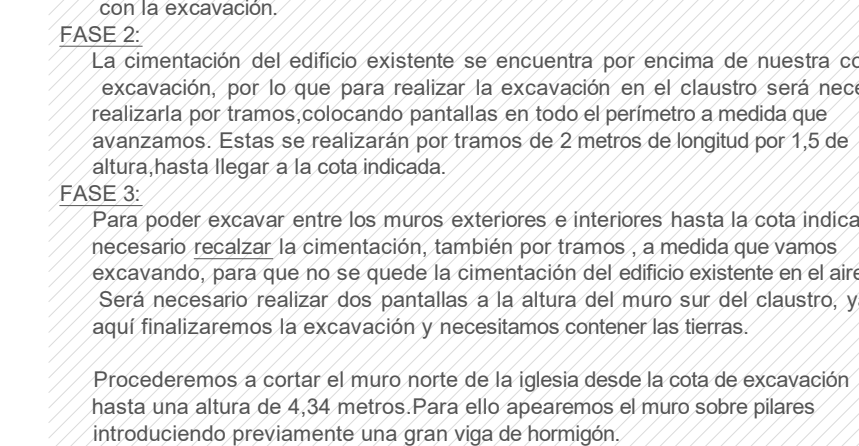 con la excavación.
FASE 2:
La cimentación del edificio existente se encuentra por encima de nuestra
excavación, por lo que para realizar la excavación en el claustro será
realizarla por tramos,colocando pantallas en todo el perímetro a medida que
avanzamos. Estas se realizarán por tramos de 2 metros de longitud por 1,5 de
altura,hasta llegar a la cota indicada.
FASE 3:
Para poder excavar entre los muros exteriores e interiores hasta la cota
necesario recalzar la cimentación, también por tramos , a medida que vamos
excavando, para que no se quede la cimentación del edificio existente en el aire
Será necesario realizar dos pantallas a la altura del muro sur del claustro,
aquí finalizaremos la excavación y necesitamos contener las tierras.
Procederemos a cortar el muro norte de la iglesia desde la cota de excavación
hasta una altura de 4,34 metros.Para ello apearemos el muro sobre pilares
introduciendo previamente una gran viga de hormigón.